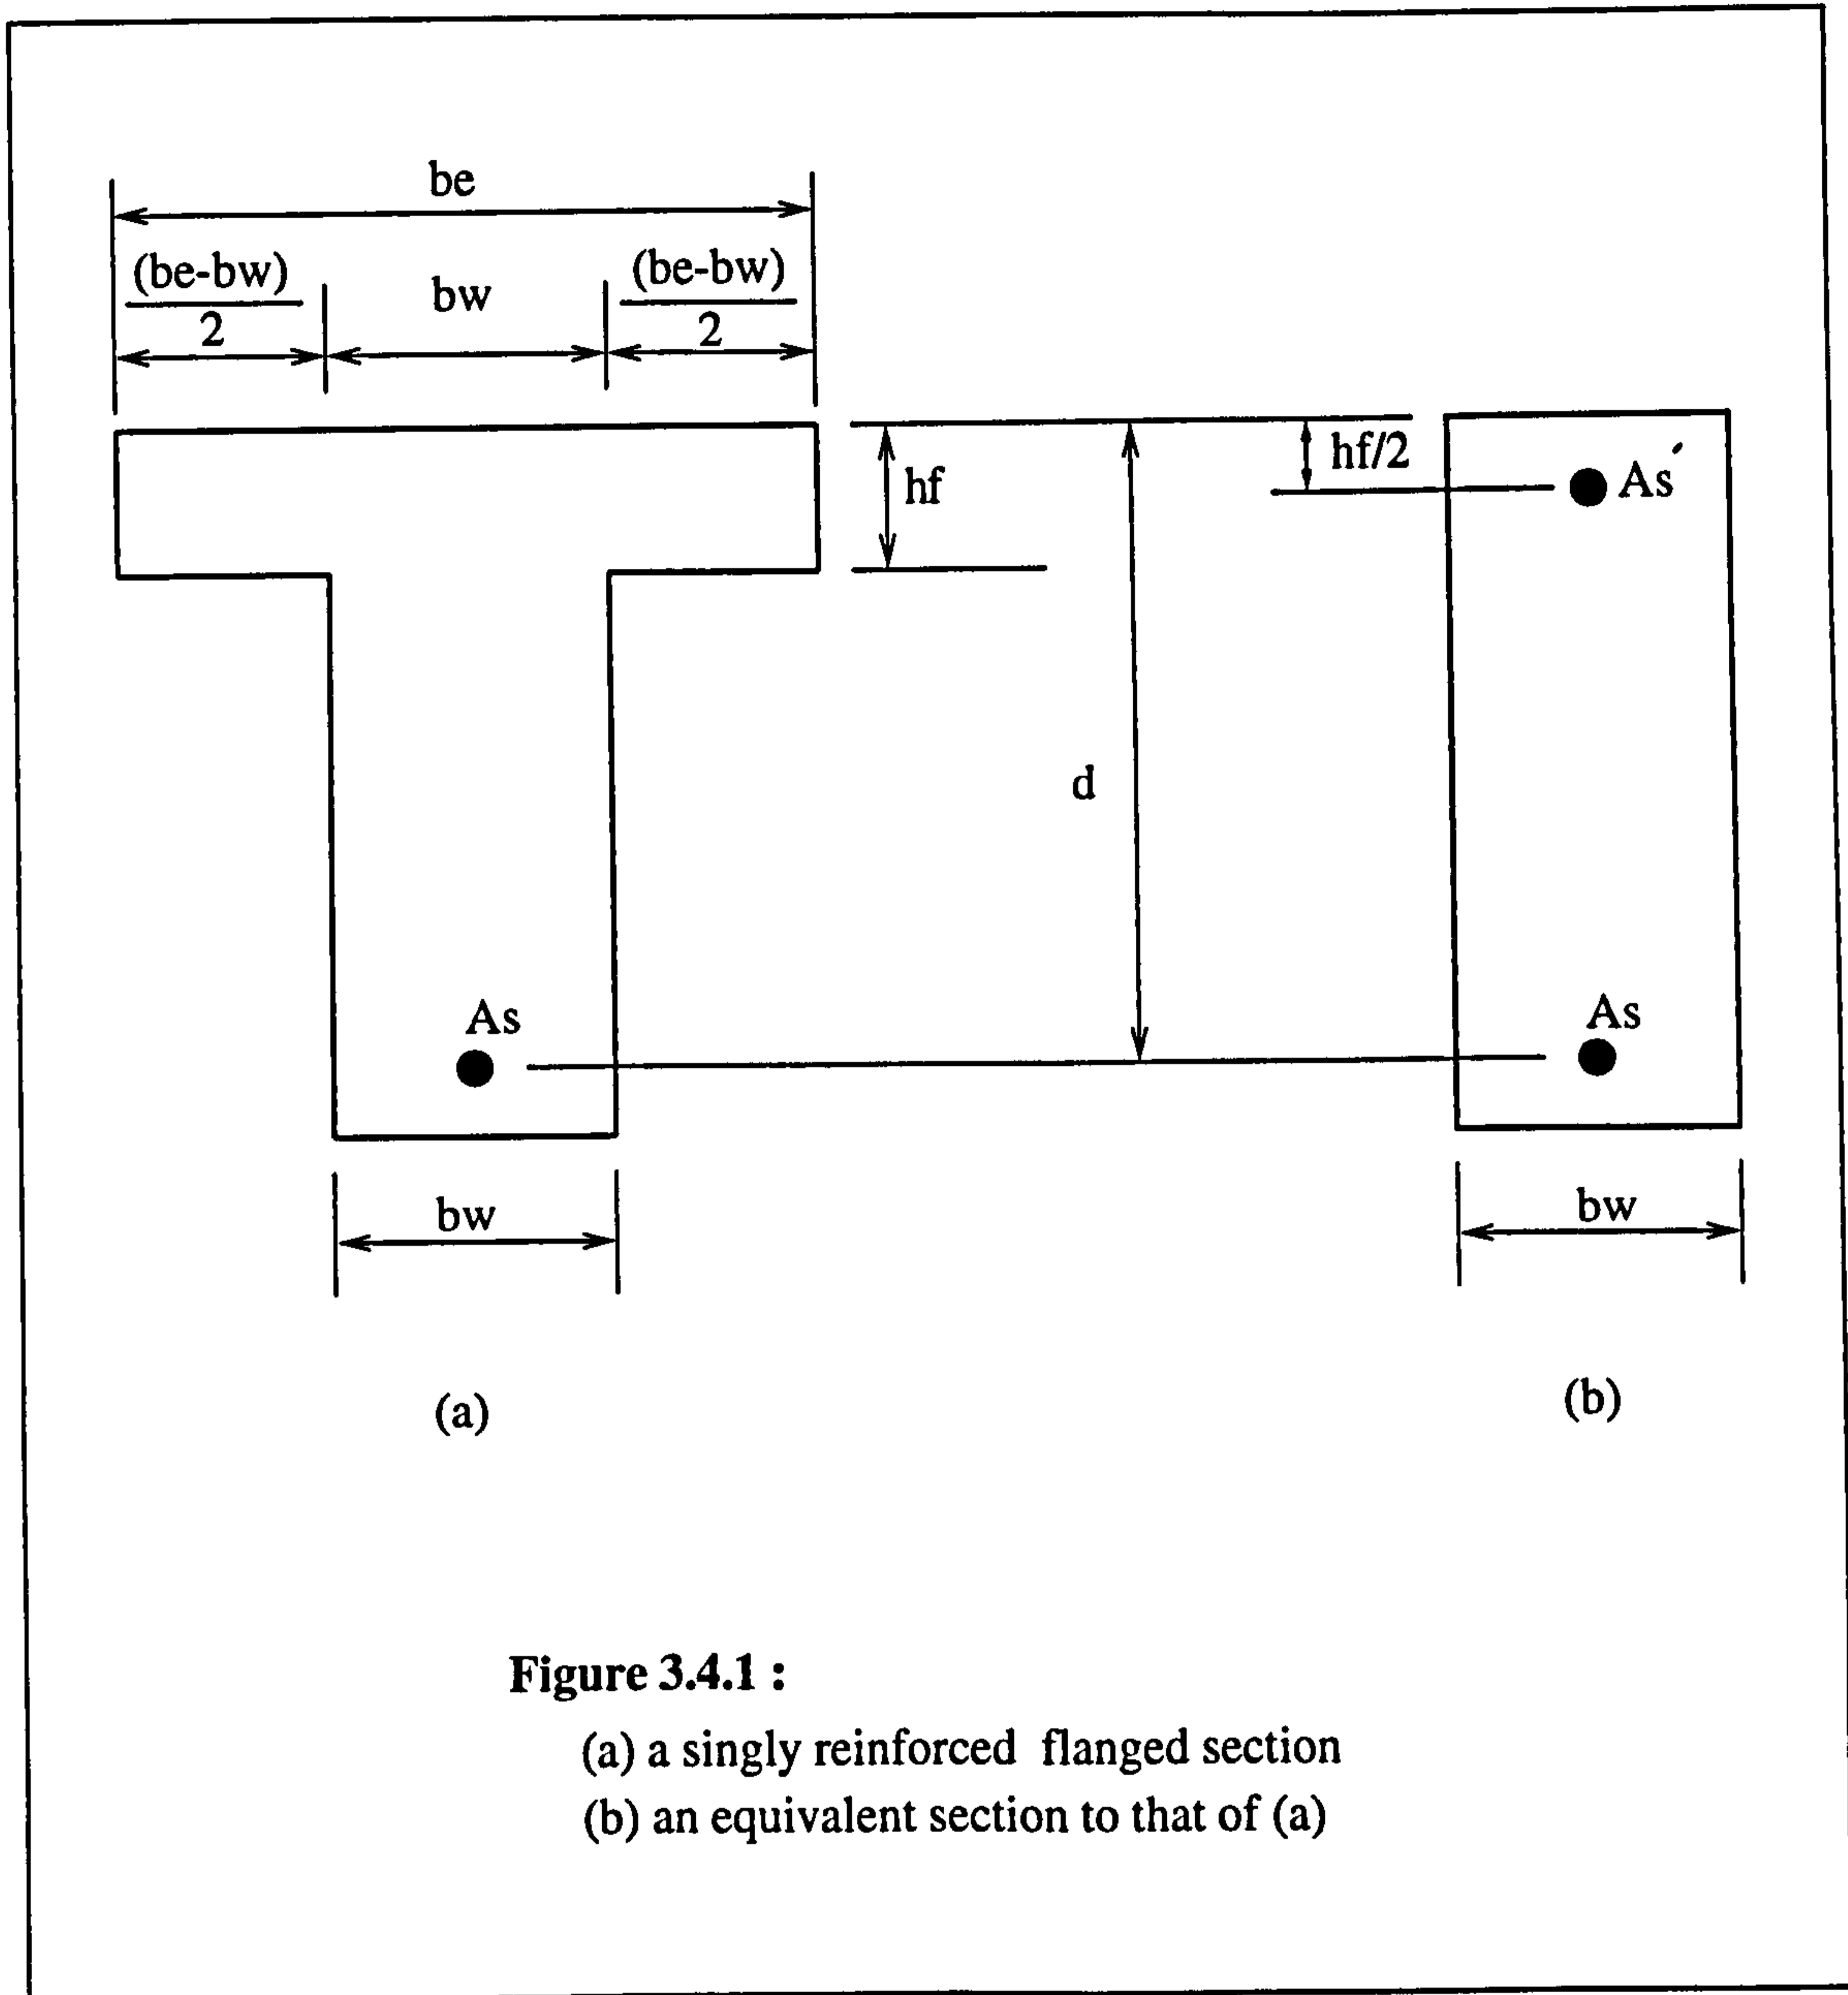 be
(be-bw)
2
bw
(be-bw)
2
hf
d
hf/2
As′
As
As
bw
bw
(a)
(b)
Figure 3.4.1 :
(a) a singly reinforced flanged section
(b) an equivalent section to that of (a)